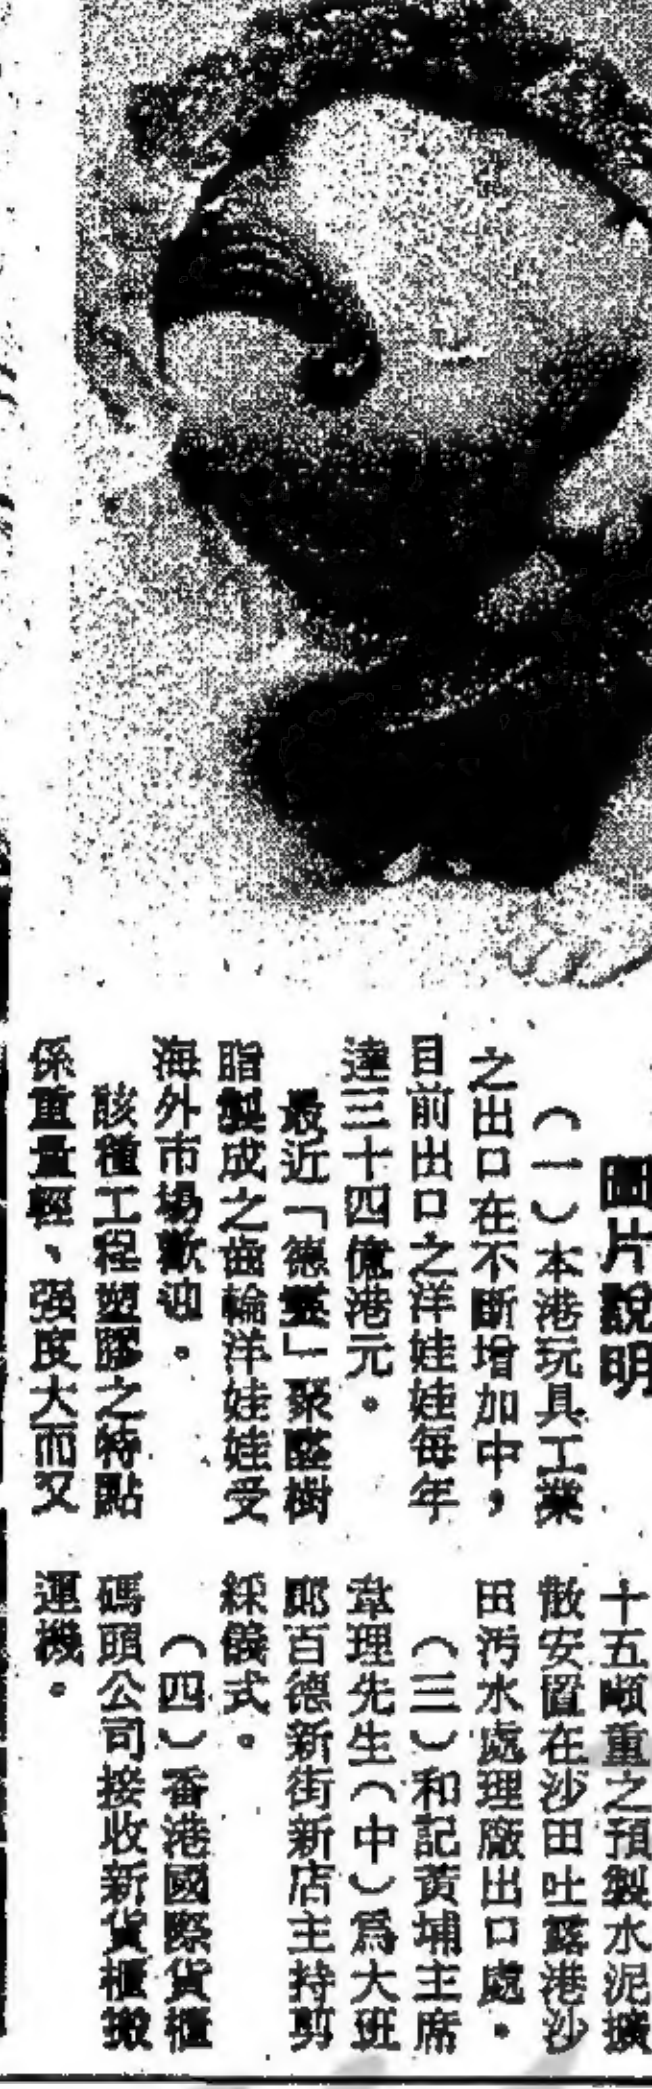 圖片說明
(一)本港玩具工業
之出口在不斷增加中，
目前出口之洋娃娃每年
達三十四億港元。
最近「德」聚醛樹
脂製成之齒輪洋娃娃受
海外市場歡迎。
該種工程塑膠之特點
係重量輕、强度大而又
十五噸重之預製水泥
散安置在沙田吐露港沙
田汚水處理廠出口處。
(三)和記黃埔主席
韋理先生(中)爲大班
部百德新街新店主持剪
綵儀式。
(四)香港國際貨櫃
碼頭公司接收新貨櫃搬
運機。